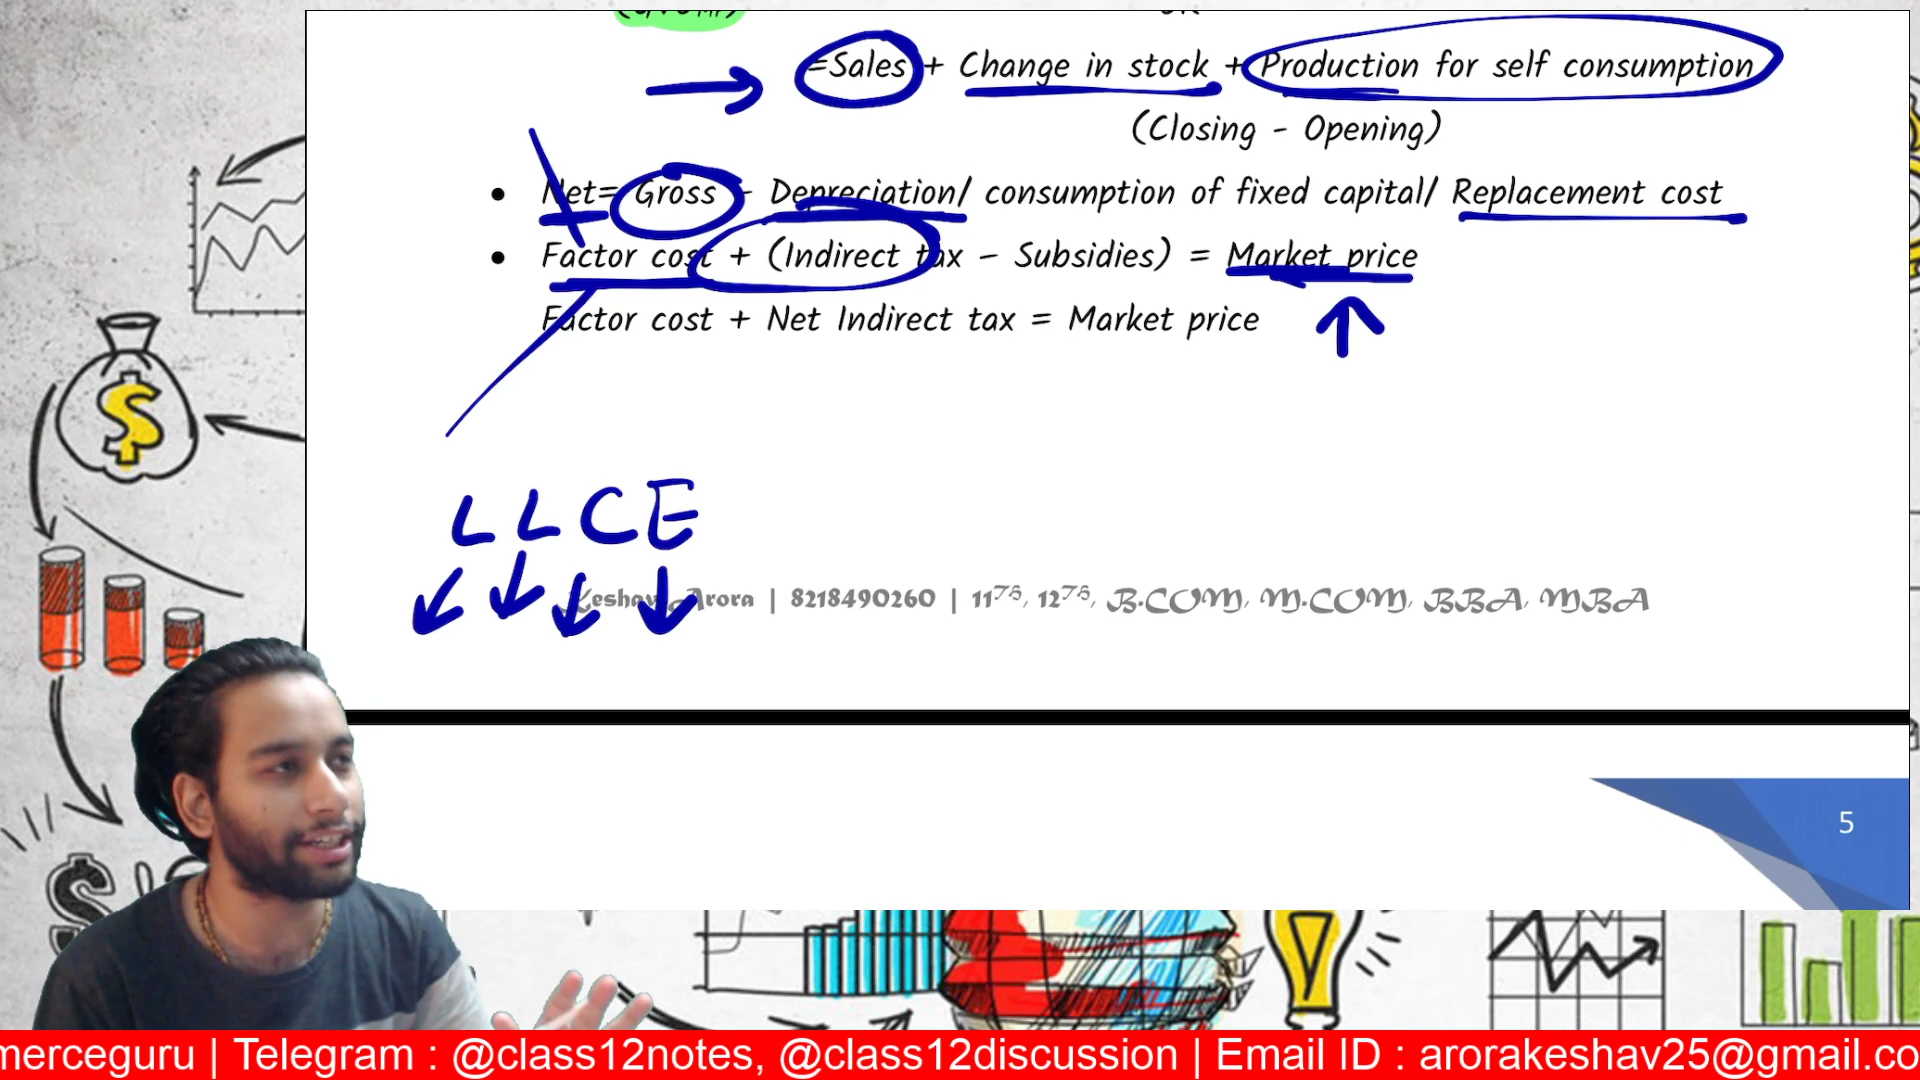 =Sales + Change in stock + Production for self consumption
(Closing - Opening)
• Net= Gross - Depreciation/ consumption of fixed capital/ Replacement cost
• Factor cost + (Indirect tax – Subsidies) = Market price
Factor cost + Net Indirect tax = Market price
L L C E
Keshav Arora | 8218490260 | 11TH, 12TH, B.COM, M.COM, BBA, MBA
5
merceguru | Telegram : @class12notes, @class12discussion | Email ID : arorakeshav25@gmail.co